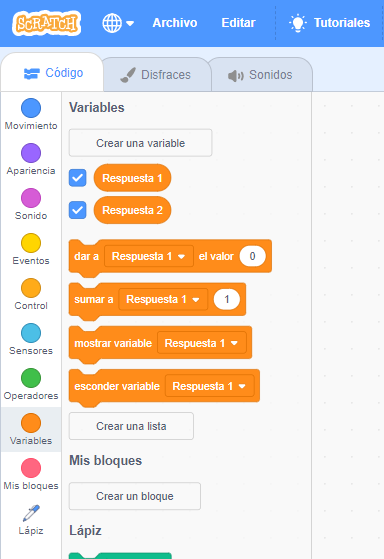 SCRATCH Archivo Editar Tutoriales
Código Disfraces Sonidos
Movimiento
Apariencia
Sonido
Eventos
Control
Sensores
Operadores
Variables
Mis bloques
Lápiz
Variables
Crear una variable
Respuesta 1
Respuesta 2
dar a Respuesta 1 el valor 0
sumar a Respuesta 1 1
mostrar variable Respuesta 1
esconder variable Respuesta 1
Crear una lista
Mis bloques
Crear un bloque
Lápiz